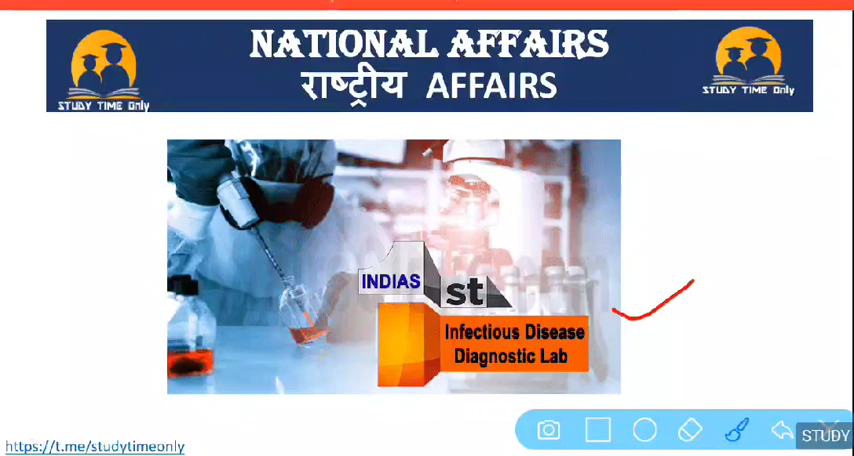 NATIONAL AFFAIRS
राष्ट्रीय AFFAIRS
STUDY TIME Only
STUDY TIME Only
INDIAS
1st
Infectious Disease
Diagnostic Lab
https://t.me/studytimeonly
STUDY